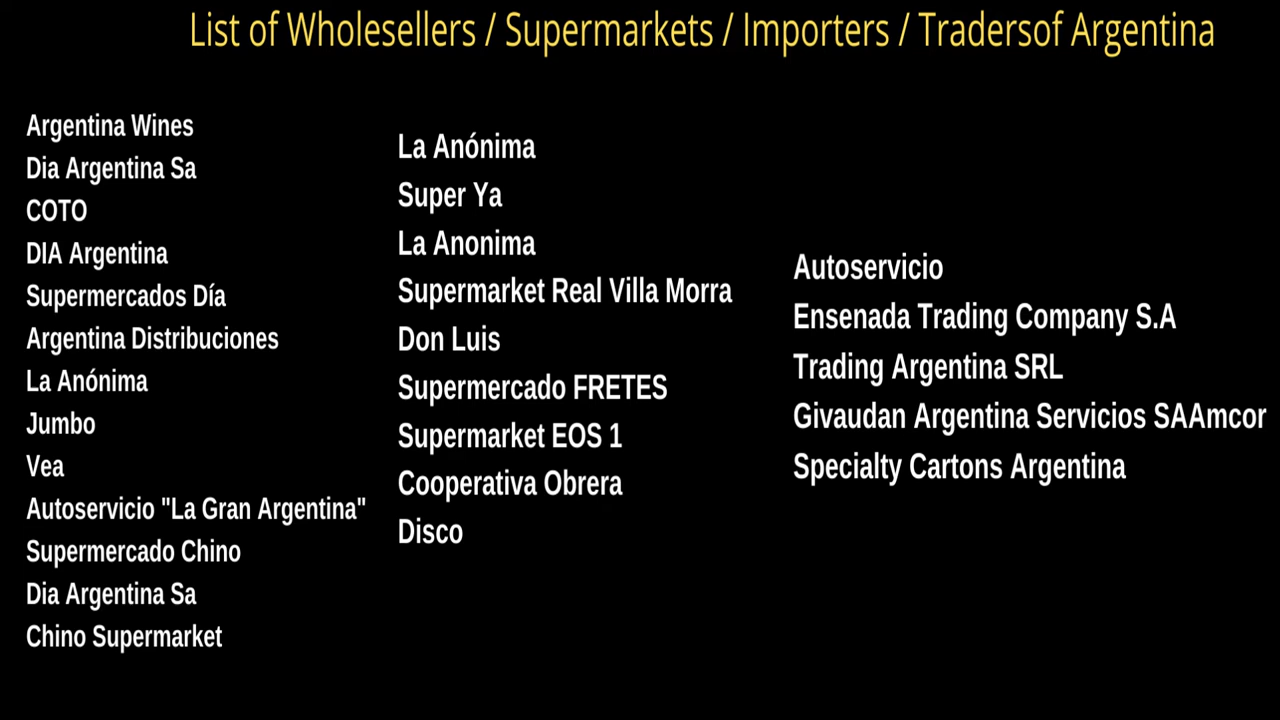 List of Wholesellers / Supermarkets / Importers / Tradersof Argentina
Argentina Wines
Dia Argentina Sa
COTO
DIA Argentina
Supermercados Día
Argentina Distribuciones
La Anónima
Jumbo
Vea
Autoservicio "La Gran Argentina"
Supermercado Chino
Dia Argentina Sa
Chino Supermarket
La Anónima
Super Ya
La Anonima
Supermarket Real Villa Morra
Don Luis
Supermercado FRETES
Supermarket EOS 1
Cooperativa Obrera
Disco
Autoservicio
Ensenada Trading Company S.A
Trading Argentina SRL
Givaudan Argentina Servicios SAAmcor
Specialty Cartons Argentina